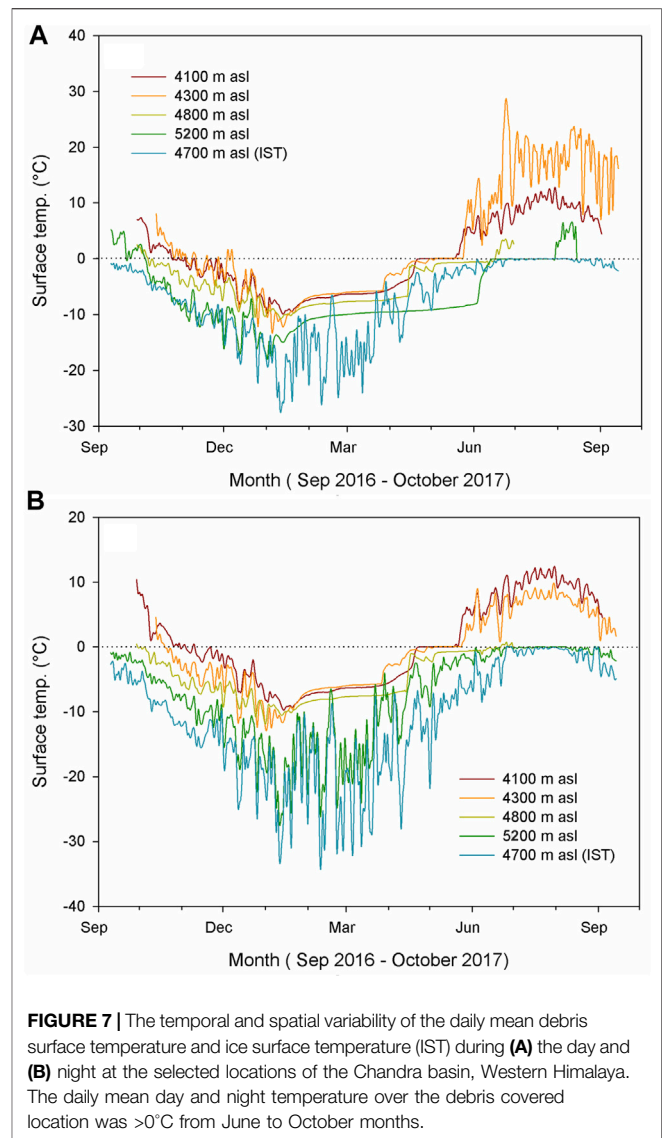 A
40
30
20
10
0
-10
-20
-30
Surface temp. (°C)
4100 m asl
4300 m asl
4800 m asl
5200 m asl
4700 m asl (IST)
Sep Dec Mar Jun Sep
Month ( Sep 2016 - October 2017)
B
20
10
0
-10
-20
-30
-40
Surface temp. (°C)
4100 m asl
4300 m asl
4800 m asl
5200 m asl
4700 m asl (IST)
Sep Dec Mar Jun Sep
Month ( Sep 2016 - October 2017)
FIGURE 7 | The temporal and spatial variability of the daily mean debris
surface temperature and ice surface temperature (IST) during (A) the day and
(B) night at the selected locations of the Chandra basin, Western Himalaya.
The daily mean day and night temperature over the debris covered
location was >0°C from June to October months.